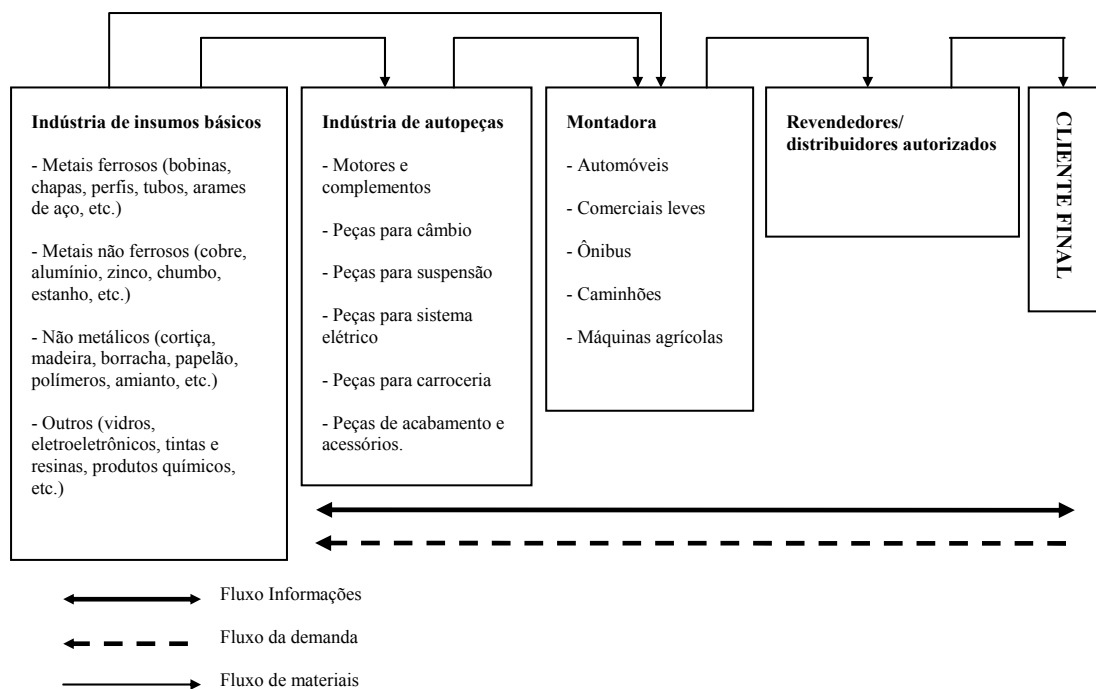 Indústria de insumos básicos
- Metais ferrosos (bobinas,
chapas, perfis, tubos, arames
de aço, etc.)
- Metais não ferrosos (cobre,
alumínio, zinco, chumbo,
estanho, etc.)
- Não metálicos (cortiça,
madeira, borracha, papelão,
polímeros, amianto, etc.)
- Outros (vidros,
eletroeletrônicos, tintas e
resinas, produtos químicos,
etc.)
Indústria de autopeças
- Motores e
complementos
- Peças para câmbio
- Peças para suspensão
- Peças para sistema
elétrico
- Peças para carroceria
- Peças de acabamento e
acessórios.
Montadora
- Automóveis
- Comerciais leves
- Ônibus
- Caminhões
- Máquinas agrícolas
Revendedores/
distribuidores autorizados
CLIENTE FINAL
Fluxo Informações
Fluxo da demanda
Fluxo de materiais